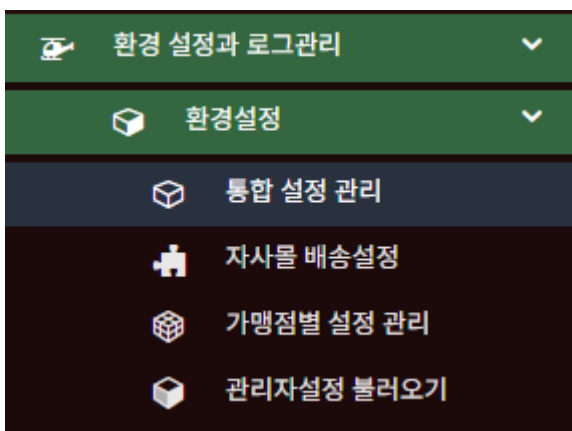 환경 설정과 로그관리
환경설정
통합 설정 관리
자사몰 배송설정
가맹점별 설정 관리
관리자설정 불러오기